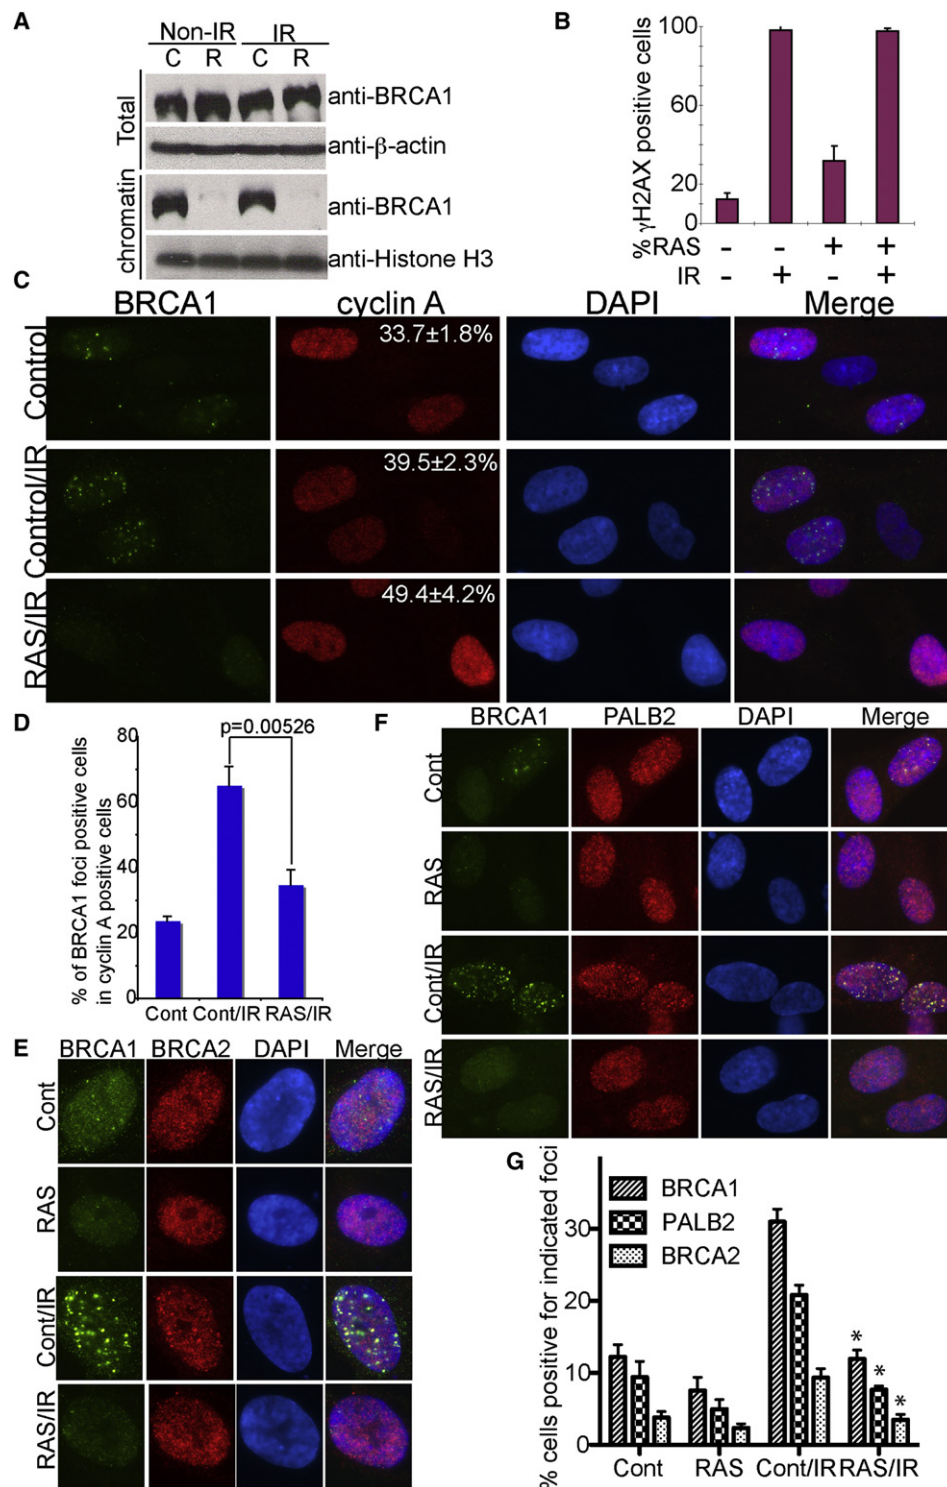 A
Non-IR IR
C R C R
Total
anti-BRCA1
anti-β-actin
chromatin
anti-BRCA1
anti-Histone H3
B
% γH2AX positive cells
100
60
20
0
%RAS - - + +
IR - + - +
C
BRCA1 cyclin A DAPI Merge
Control
33.7±1.8%
Control/IR
39.5±2.3%
RAS/IR
49.4±4.2%
D
% of BRCA1 foci positive cells
in cyclin A positive cells
80
60
40
20
0
p=0.00526
Cont Cont/IR RAS/IR
E
BRCA1 BRCA2 DAPI Merge
Cont
RAS
Cont/IR
RAS/IR
F
BRCA1 PALB2 DAPI Merge
Cont
RAS
Cont/IR
RAS/IR
G
% cells positive for indicated foci
BRCA1
PALB2
BRCA2
30
20
10
0
* * *
Cont RAS Cont/IR RAS/IR